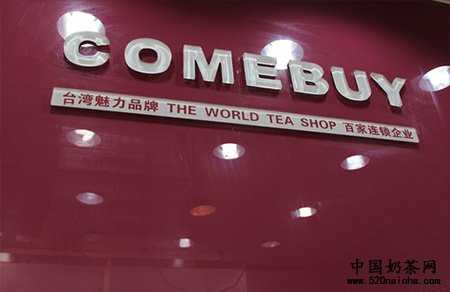 COMEBUY
台湾魅力品牌 THE WORLD TEA SHOP 百家连锁企业
中国奶茶网
www.520naicha.com